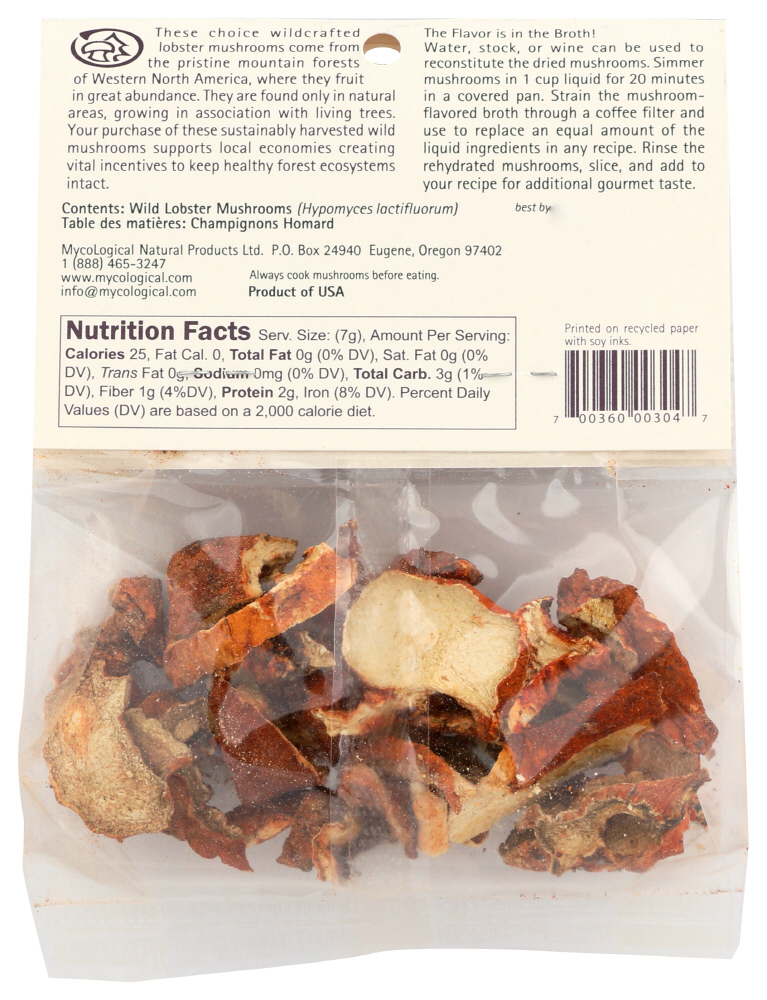 These choice wildcrafted
lobster mushrooms come from
the pristine mountain forests
of Western North America, where they fruit
in great abundance. They are found only in natural
areas, growing in association with living trees.
Your purchase of these sustainably harvested wild
mushrooms supports local economies creating
vital incentives to keep healthy forest ecosystems
intact.
The Flavor is in the Broth!
Water, stock, or wine can be used to
reconstitute the dried mushrooms. Simmer
mushrooms in 1 cup liquid for 20 minutes
in a covered pan. Strain the mushroom-
flavored broth through a coffee filter and
use to replace an equal amount of the
liquid ingredients in any recipe. Rinse the
rehydrated mushrooms, slice, and add to
your recipe for additional gourmet taste.
Contents: Wild Lobster Mushrooms (Hypomyces lactifluorum)
Table des matières: Champignons Homard
best by
MycoLogical Natural Products Ltd. P.O. Box 24940 Eugene, Oregon 97402
1 (888) 465-3247
www.mycological.com
info@mycological.com
Always cook mushrooms before eating.
Product of USA
Nutrition Facts Serv. Size: (7g), Amount Per Serving:
Calories 25, Fat Cal. 0, Total Fat 0g (0% DV), Sat. Fat 0g (0%
DV), Trans Fat 0g, Sodium 0mg (0% DV), Total Carb. 3g (1%
DV), Fiber 1g (4%DV), Protein 2g, Iron (8% DV). Percent Daily
Values (DV) are based on a 2,000 calorie diet.
Printed on recycled paper
with soy inks.
7 00360 00304 7